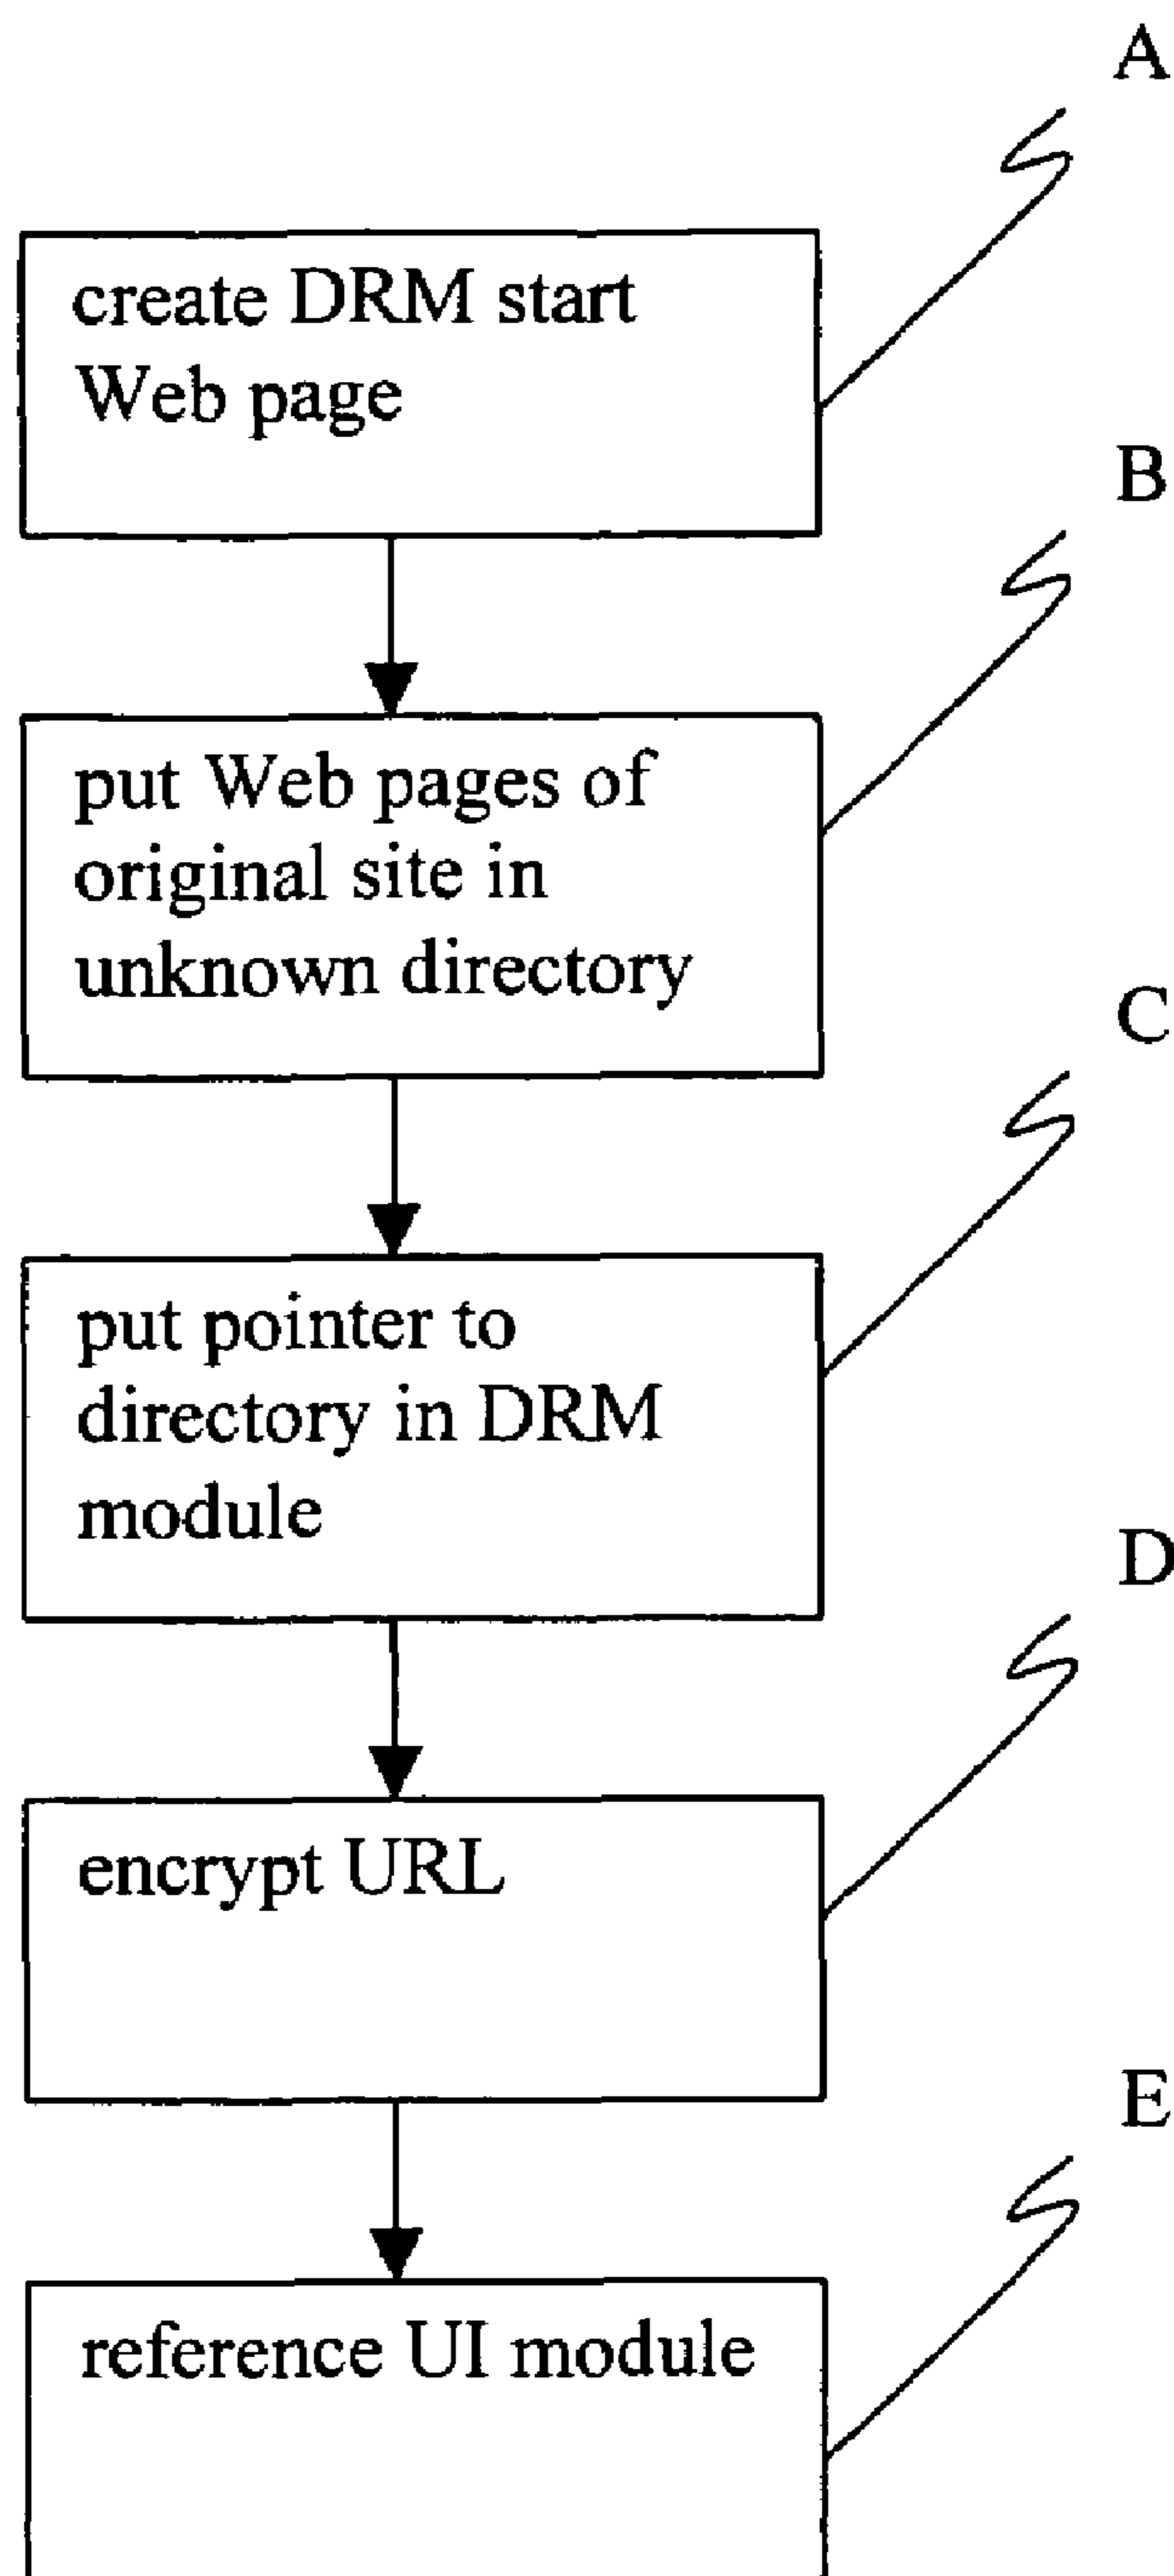 A
create DRM start
Web page
B
put Web pages of
original site in
unknown directory
C
put pointer to
directory in DRM
module
D
encrypt URL
E
reference UI module